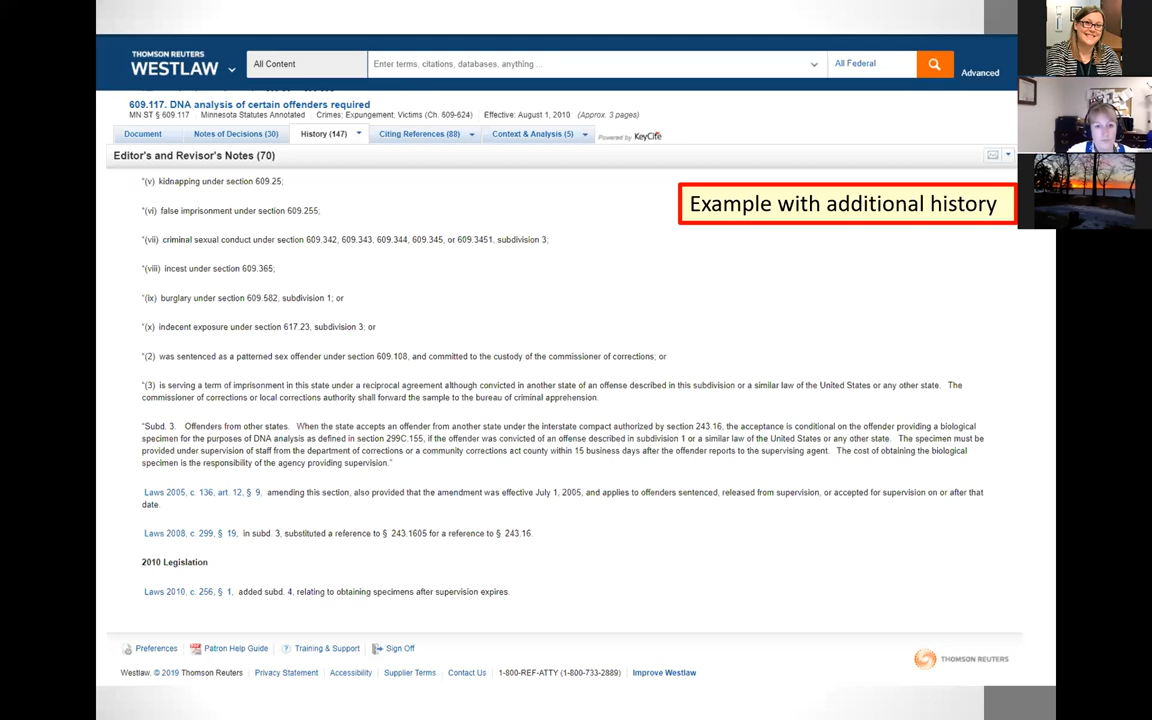 THOMSON REUTERS
WESTLAW
All Content
Enter terms, citations, databases, anything ...
All Federal
Advanced
609.117. DNA analysis of certain offenders required
MN ST § 609.117 Minnesota Statutes Annotated Crimes; Expungement; Victims (Ch. 609-624) Effective: August 1, 2010 (Approx. 3 pages)
Document
Notes of Decisions (30)
History (147)
Citing References (88)
Context & Analysis (5)
Powered by KeyCite
Editor's and Revisor's Notes (70)
Example with additional history
“(v) kidnapping under section 609.25;
“(vi) false imprisonment under section 609.255;
“(vii) criminal sexual conduct under section 609.342, 609.343, 609.344, 609.345, or 609.3451, subdivision 3;
“(viii) incest under section 609.365;
“(ix) burglary under section 609.582, subdivision 1; or
“(x) indecent exposure under section 617.23, subdivision 3; or
“(2) was sentenced as a patterned sex offender under section 609.108, and committed to the custody of the commissioner of corrections; or
“(3) is serving a term of imprisonment in this state under a reciprocal agreement although convicted in another state of an offense described in this subdivision or a similar law of the United States or any other state. The
commissioner of corrections or local corrections authority shall forward the sample to the bureau of criminal apprehension.
“Subd. 3. Offenders from other states. When the state accepts an offender from another state under the interstate compact authorized by section 243.16, the acceptance is conditional on the offender providing a biological
specimen for the purposes of DNA analysis as defined in section 299C.155, if the offender was convicted of an offense described in subdivision 1 or a similar law of the United States or any other state. The specimen must be
provided under supervision of staff from the department of corrections or a community corrections act county within 15 business days after the offender reports to the supervising agent. The cost of obtaining the biological
specimen is the responsibility of the agency providing supervision.”
Laws 2005, c. 136, art. 12, § 9, amending this section, also provided that the amendment was effective July 1, 2005, and applies to offenders sentenced, released from supervision, or accepted for supervision on or after that
date.
Laws 2008, c. 299, § 19, in subd. 3, substituted a reference to § 243.1605 for a reference to § 243.16.
2010 Legislation
Laws 2010, c. 256, § 1, added subd. 4, relating to obtaining specimens after supervision expires.
Preferences
Patron Help Guide
Training & Support
Sign Off
THOMSON REUTERS
Westlaw. © 2019 Thomson Reuters
Privacy Statement
Accessibility
Supplier Terms
Contact Us
1-800-REF-ATTY (1-800-733-2889)
Improve Westlaw